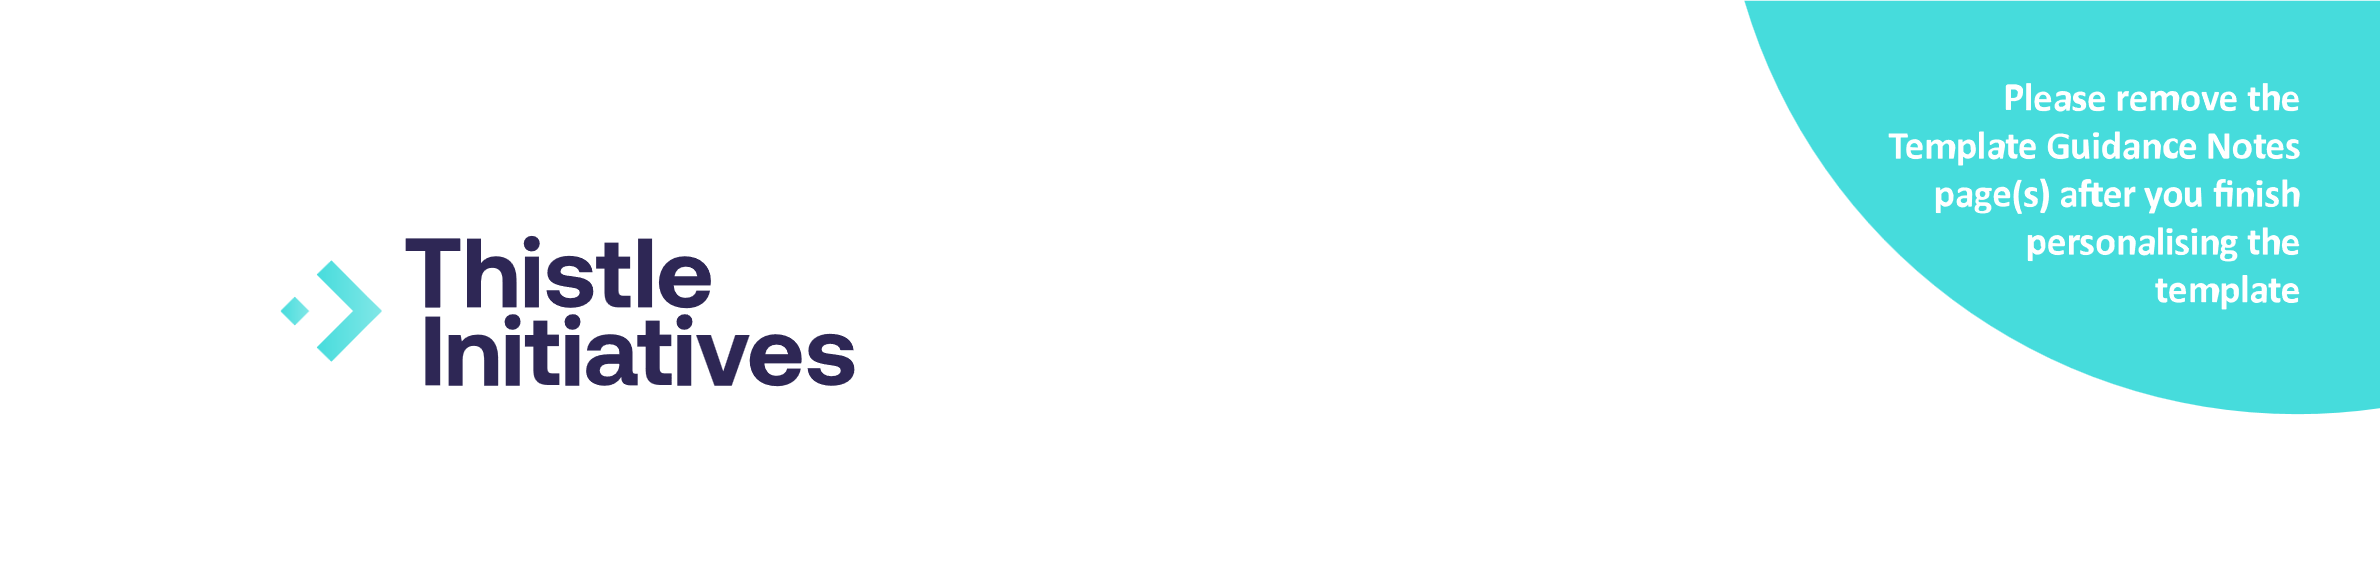 Please remove the
Template Guidance Notes
page(s) after you finish
personalising the
template
Thistle
Initiatives